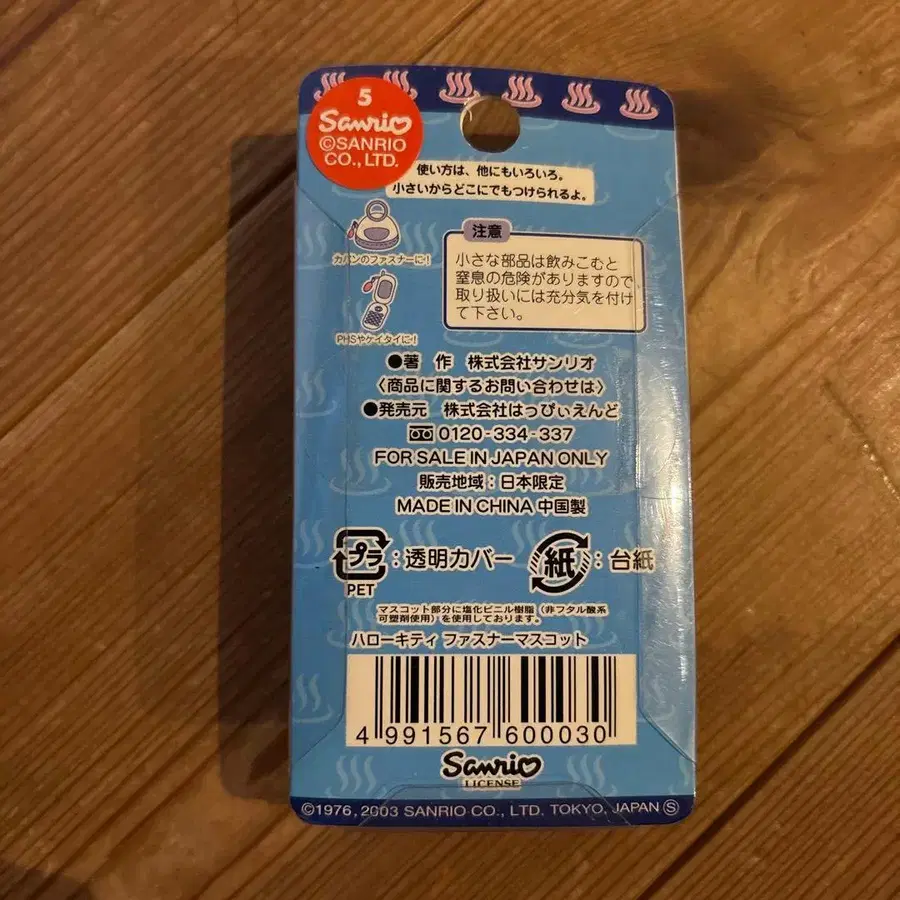 5
Sanrio
©SANRIO
CO., LTD.
使い方は、他にもいろいろ。
小さいからどこにでもつけられるよ。
カバンのファスナーに!
PHSやケイタイに!
注意
小さな部品は飲みこむと
窒息の危険がありますので
取り扱いには充分気を付け
て下さい。
●著 作 株式会社サンリオ
〈商品に関するお問い合わせは〉
●発売元 株式会社はっぴぃえんど
0120-334-337
FOR SALE IN JAPAN ONLY
販売地域：日本限定
MADE IN CHINA 中国製
プラ：透明カバー 紙：台紙
PET
マスコット部分に塩化ビニル樹脂（非フタル酸系
可塑剤使用）を使用しております。
ハローキティ ファスナーマスコット
4 991567 600030
Sanrio
LICENSE
©1976, 2003 SANRIO CO., LTD. TOKYO, JAPAN Ⓢ